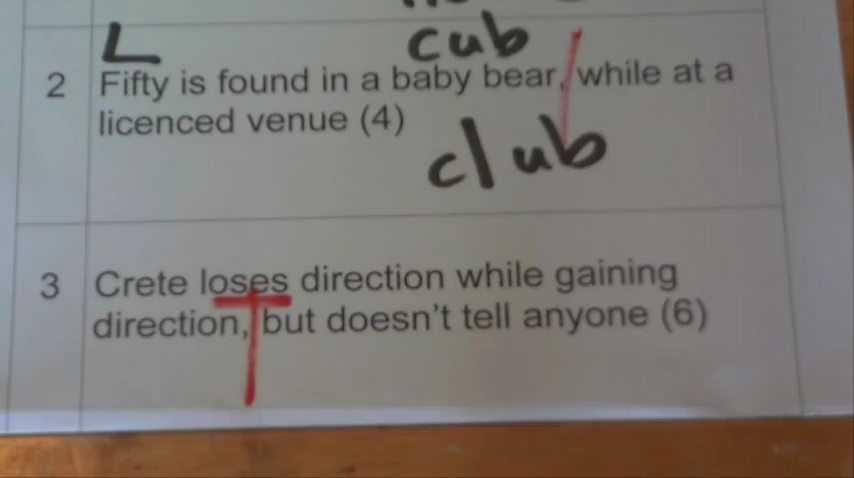 L cub
2 Fifty is found in a baby bear, while at a
licenced venue (4)
club
3 Crete loses direction while gaining
direction, but doesn't tell anyone (6)